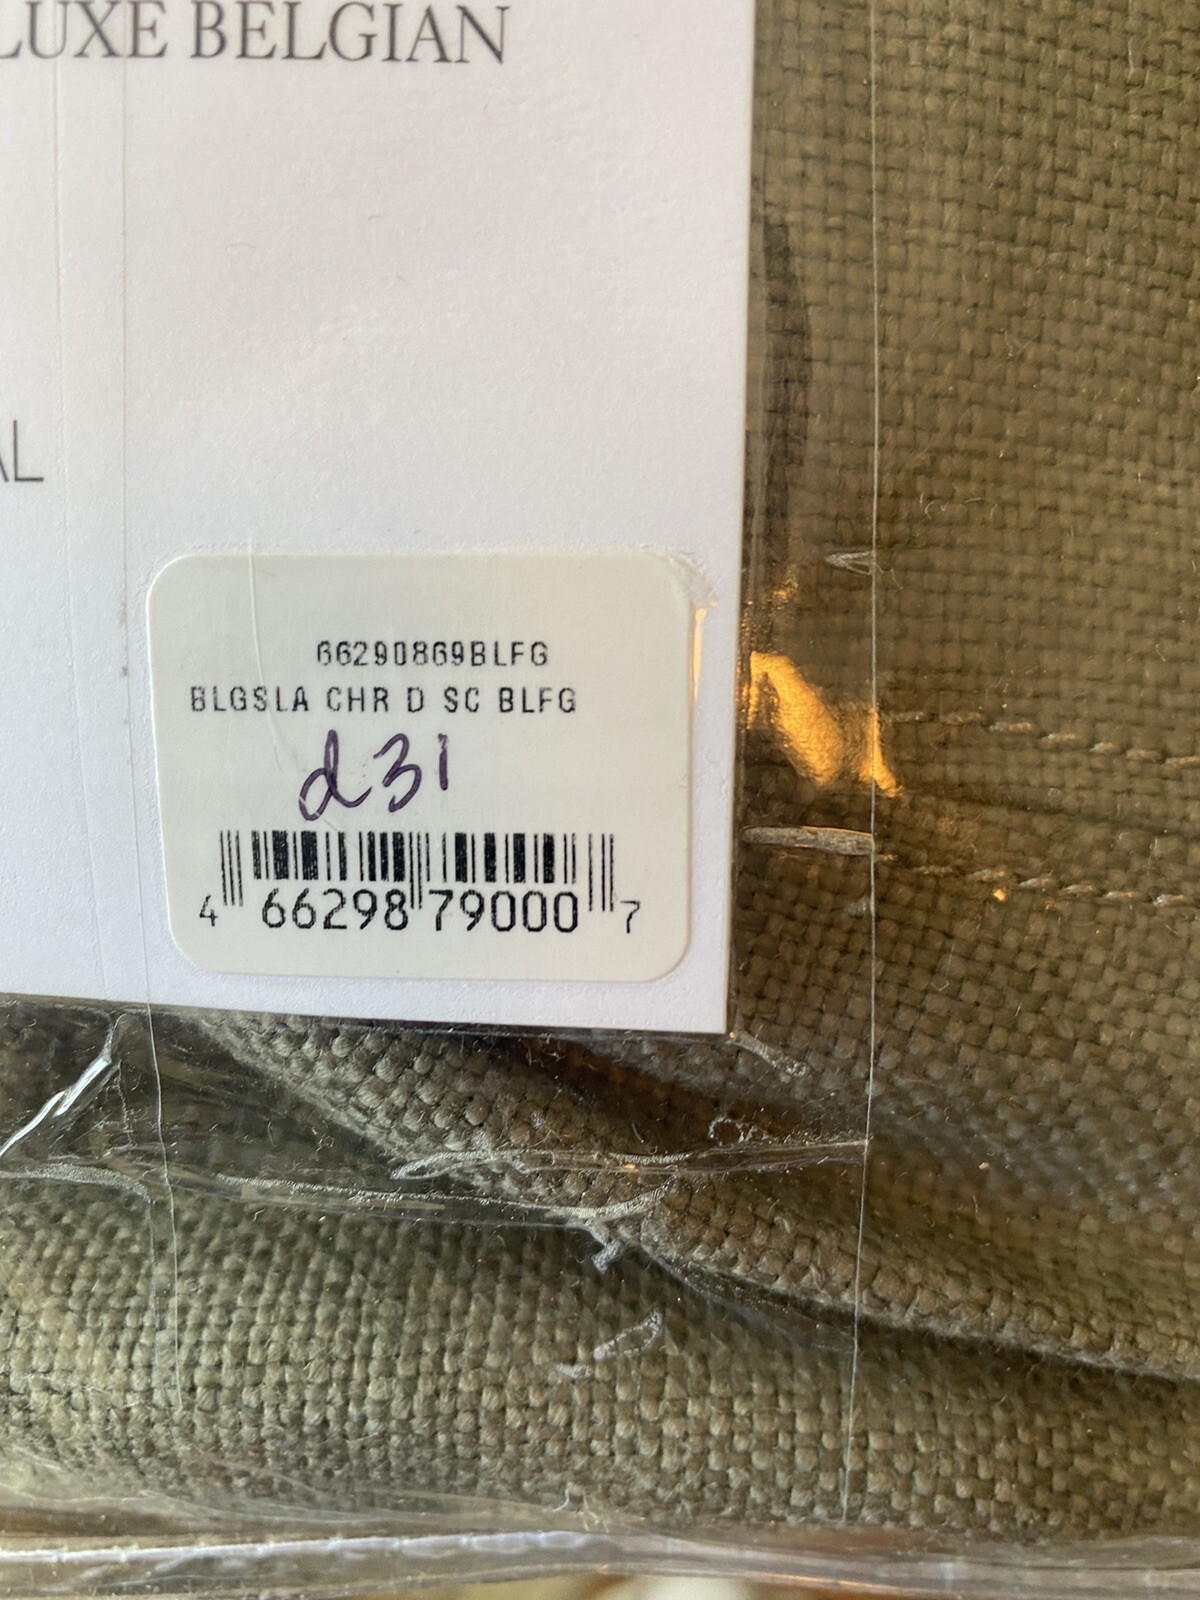 LUXE BELGIAN
AL
66290869BLFG
BLGSLA CHR D SC BLFG
d31
4 66298 79000 7